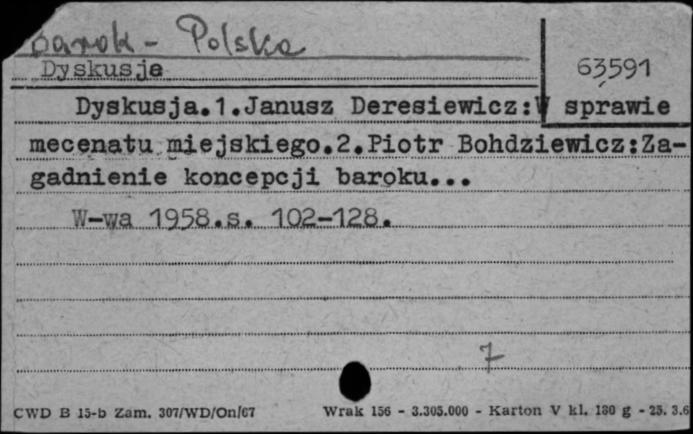 barok - Polska
Dyskusja
63591
Dyskusja.1.Janusz Deresiewicz:W sprawie
mecenatu miejskiego.2.Piotr Bohdziewicz:Za-
gadnienie koncepcji baroku...
W-wa 1958.s. 102-128.
7
CWD B 15-b Zam. 307/WD/On/67 Wrak 156 - 3.305.000 - Karton V kl. 180 g - 25. 3.6